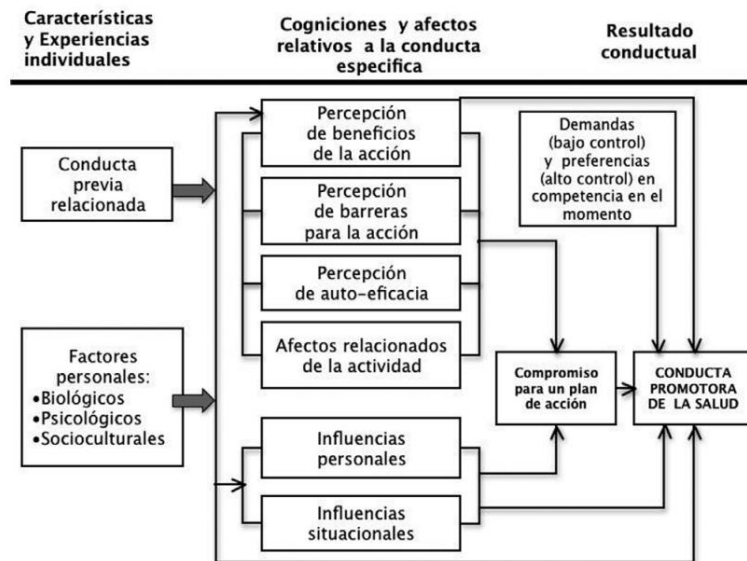 Características
y Experiencias
individuales
Cogniciones y afectos
relativos a la conducta
especifica
Resultado
conductual
Conducta
previa
relacionada
Factores
personales:
•Biológicos
•Psicológicos
•Socioculturales
Percepción
de beneficios
de la acción
Percepción
de barreras
para la acción
Percepción
de auto-eficacia
Afectos relacionados
de la actividad
Influencias
personales
Influencias
situacionales
Demandas
(bajo control)
y preferencias
(alto control) en
competencia en el
momento
Compromiso
para un plan
de acción
CONDUCTA
PROMOTORA
DE LA SALUD